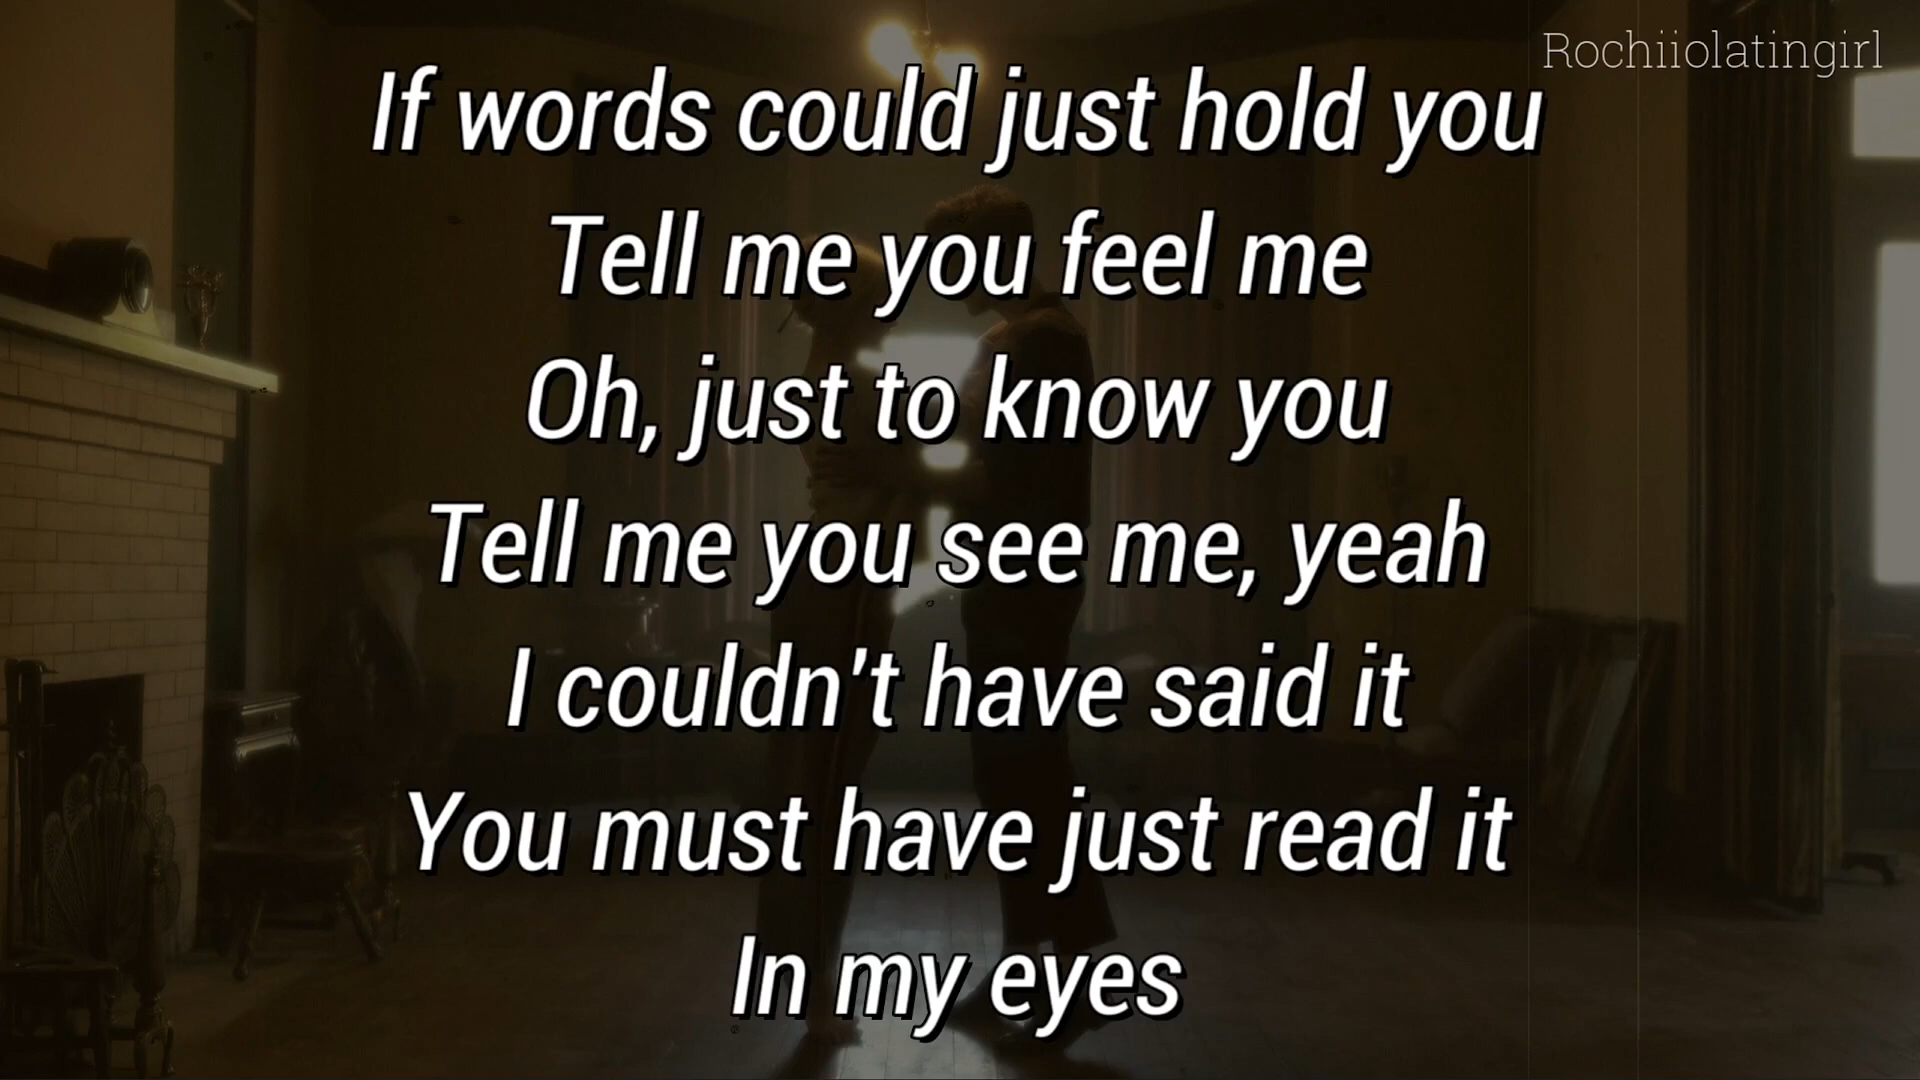 Rochiiolatingirl
If words could just hold you
Tell me you feel me
Oh, just to know you
Tell me you see me, yeah
I couldn't have said it
You must have just read it
In my eyes